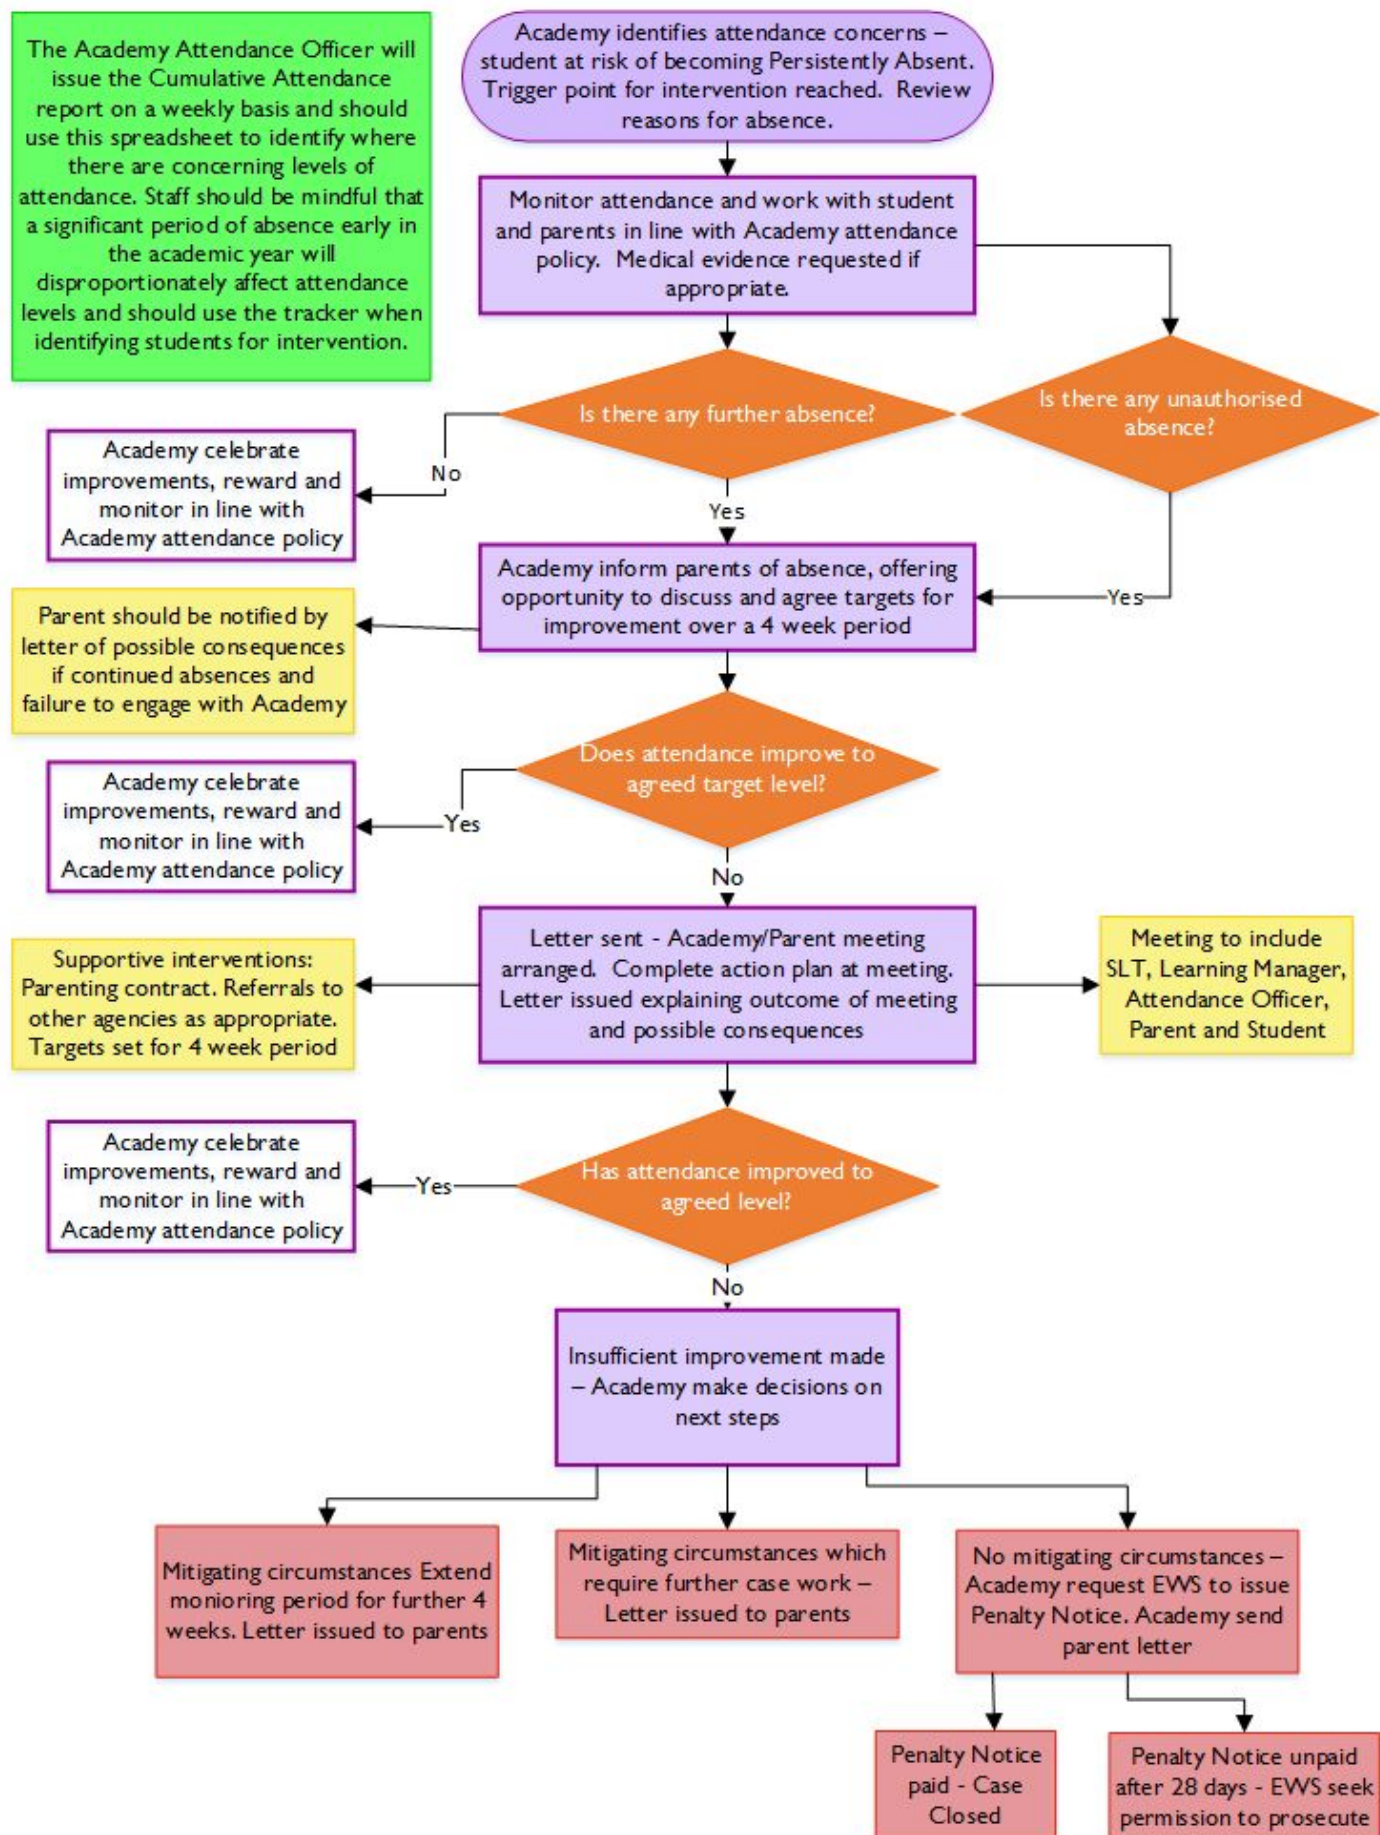 The Academy Attendance Officer will
issue the Cumulative Attendance
report on a weekly basis and should
use this spreadsheet to identify where
there are concerning levels of
attendance. Staff should be mindful that
a significant period of absence early in
the academic year will
disproportionately affect attendance
levels and should use the tracker when
identifying students for intervention.
Academy identifies attendance concerns –
student at risk of becoming Persistently Absent.
Trigger point for intervention reached.  Review
reasons for absence.
Monitor attendance and work with student
and parents in line with Academy attendance
policy.  Medical evidence requested if
appropriate.
Is there any further absence?
Is there any unauthorised
absence?
No
Academy celebrate
improvements, reward and
monitor in line with
Academy attendance policy
Yes
Yes
Academy inform parents of absence, offering
opportunity to discuss and agree targets for
improvement over a 4 week period
Parent should be notified by
letter of possible consequences
if continued absences and
failure to engage with Academy
Does attendance improve to
agreed target level?
Yes
Academy celebrate
improvements, reward and
monitor in line with
Academy attendance policy
No
Letter sent - Academy/Parent meeting
arranged.  Complete action plan at meeting.
Letter issued explaining outcome of meeting
and possible consequences
Supportive interventions:
Parenting contract. Referrals to
other agencies as appropriate.
Targets set for 4 week period
Meeting to include
SLT, Learning Manager,
Attendance Officer,
Parent and Student
Has attendance improved to
agreed level?
Yes
Academy celebrate
improvements, reward and
monitor in line with
Academy attendance policy
No
Insufficient improvement made
– Academy make decisions on
next steps
Mitigating circumstances Extend
monioring period for further 4
weeks. Letter issued to parents
Mitigating circumstances which
require further case work –
Letter issued to parents
No mitigating circumstances –
Academy request EWS to issue
Penalty Notice. Academy send
parent letter
Penalty Notice
paid - Case
Closed
Penalty Notice unpaid
after 28 days - EWS seek
permission to prosecute